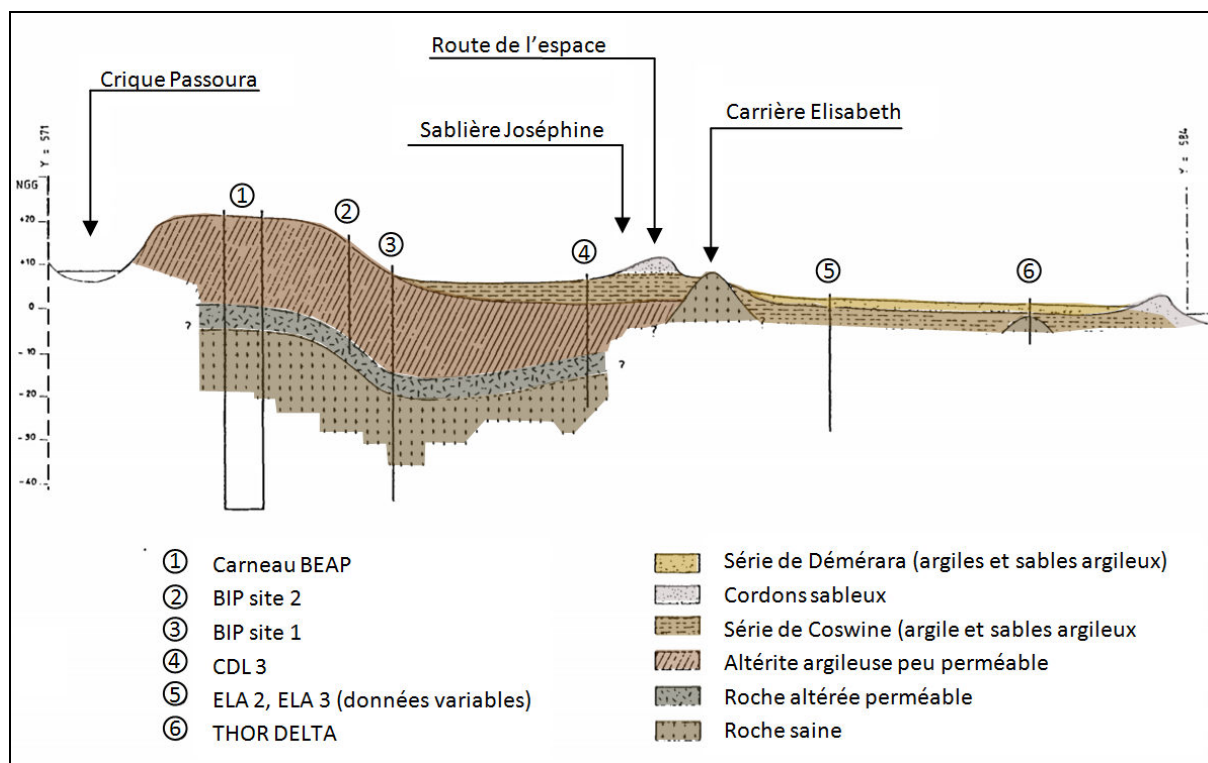 Route de l'espace
Crique Passoura
Carrière Elisabeth
Sablière Joséphine
Y = 571
Y = 584
NGG
+20
+10
0
-10
-20
-30
-40
①
②
③
④
⑤
⑥
?
?
?
① Carneau BEAP
② BIP site 2
③ BIP site 1
④ CDL 3
⑤ ELA 2, ELA 3 (données variables)
⑥ THOR DELTA
Série de Démérara (argiles et sables argileux)
Cordons sableux
Série de Coswine (argile et sables argileux
Altérite argileuse peu perméable
Roche altérée perméable
Roche saine